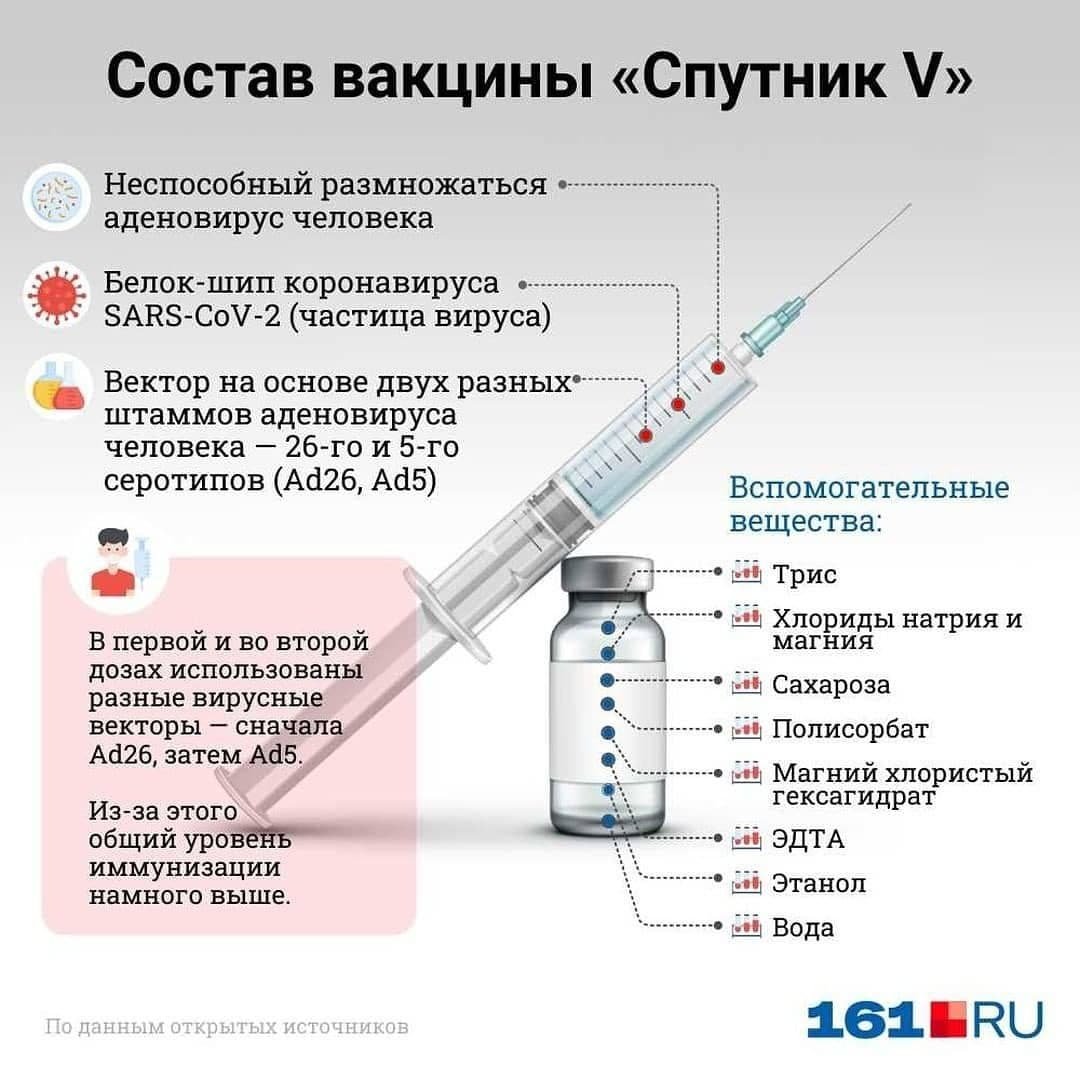 Состав вакцины «Спутник V»
Неспособный размножаться
аденовирус человека
Белок-шип коронавируса
SARS-CoV-2 (частица вируса)
Вектор на основе двух разных
штаммов аденовируса
человека — 26-го и 5-го
серотипов (Ad26, Ad5)
В первой и во второй
дозах использованы
разные вирусные
векторы — сначала
Ad26, затем Ad5.
Из-за этого
общий уровень
иммунизации
намного выше.
Вспомогательные
вещества:
Трис
Хлориды натрия и
магния
Сахароза
Полисорбат
Магний хлористый
гексагидрат
ЭДТА
Этанол
Вода
По данным открытых источников
161 RU